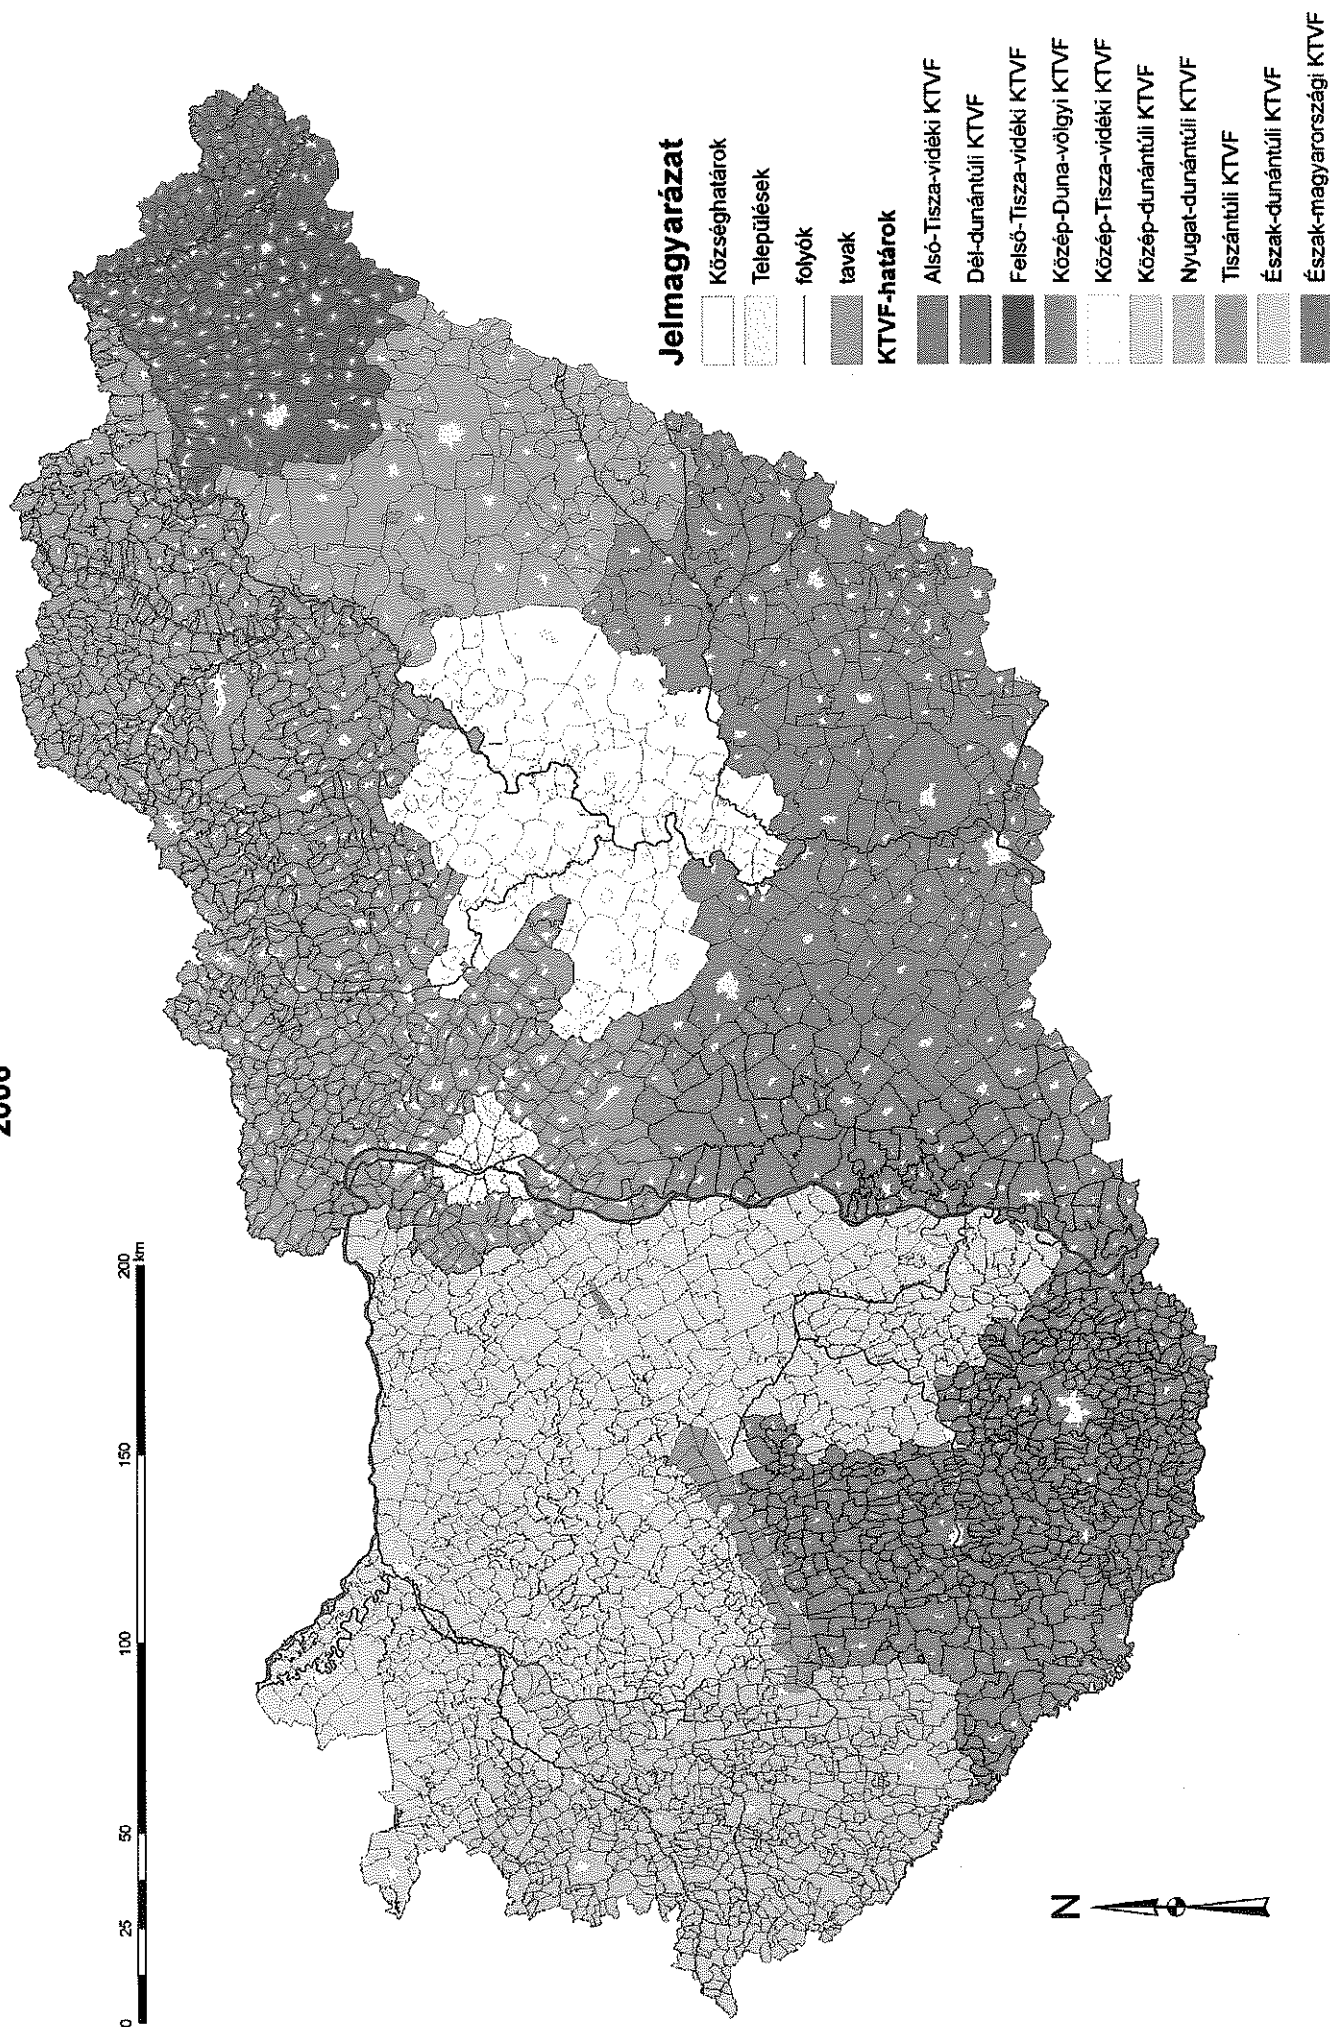 2006
0 25 50 100 150 200
km
N
Jelmagyarázat
Községhatárok
Települések
folyók
tavak
KTVF-határok
Alsó-Tisza-vidéki KTVF
Dél-dunántúli KTVF
Felső-Tisza-vidéki KTVF
Közép-Duna-völgyi KTVF
Közép-Tisza-vidéki KTVF
Közép-dunántúli KTVF
Nyugat-dunántúli KTVF
Tiszántúli KTVF
Észak-dunántúli KTVF
Észak-magyarországi KTVF